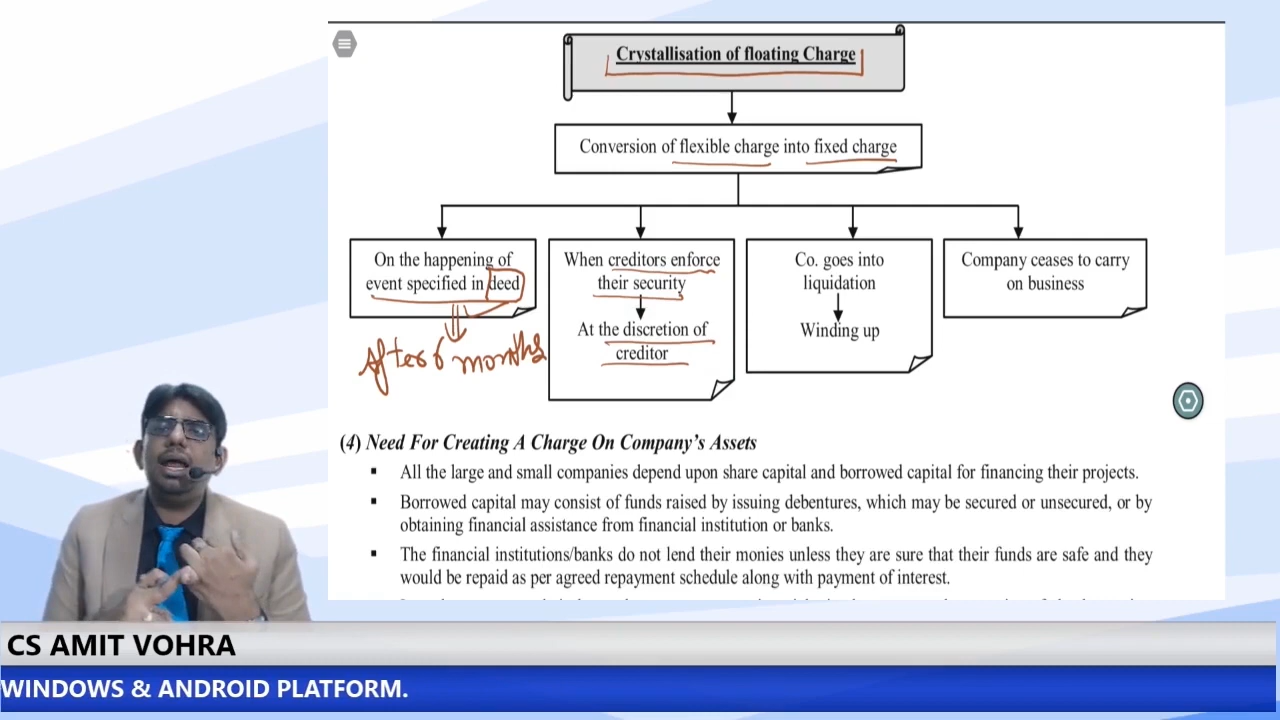 Crystallisation of floating Charge
Conversion of flexible charge into fixed charge
On the happening of
event specified in deed
After 6 months
When creditors enforce
their security
At the discretion of
creditor
Co. goes into
liquidation
Winding up
Company ceases to carry
on business
(4) Need For Creating A Charge On Company's Assets
▪ All the large and small companies depend upon share capital and borrowed capital for financing their projects.
▪ Borrowed capital may consist of funds raised by issuing debentures, which may be secured or unsecured, or by
obtaining financial assistance from financial institution or banks.
▪ The financial institutions/banks do not lend their monies unless they are sure that their funds are safe and they
would be repaid as per agreed repayment schedule along with payment of interest.
CS AMIT VOHRA
WINDOWS & ANDROID PLATFORM.